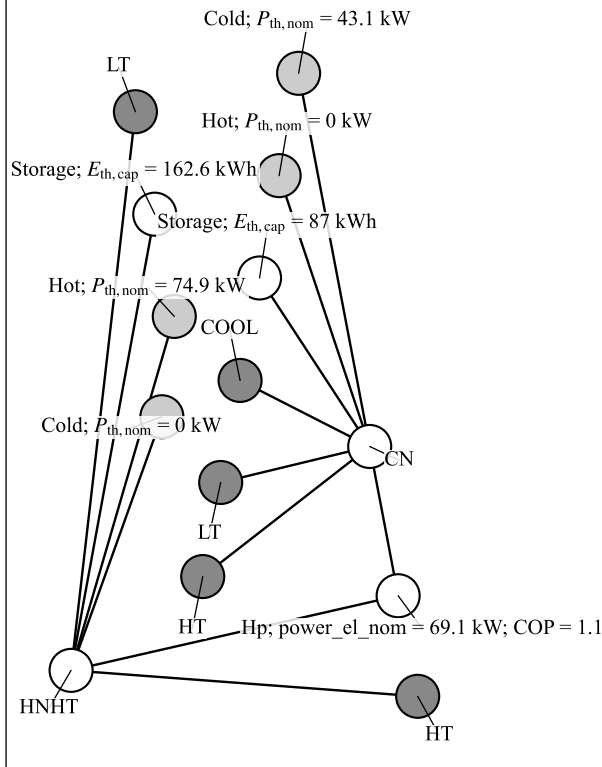 Cold; P_th, nom = 43.1 kW
LT
Hot; P_th, nom = 0 kW
Storage; E_th, cap = 162.6 kWh
Storage; E_th, cap = 87 kWh
Hot; P_th, nom = 74.9 kW
COOL
Cold; P_th, nom = 0 kW
CN
LT
HT
Hp; power_el_nom = 69.1 kW; COP = 1.1
HNHT
HT